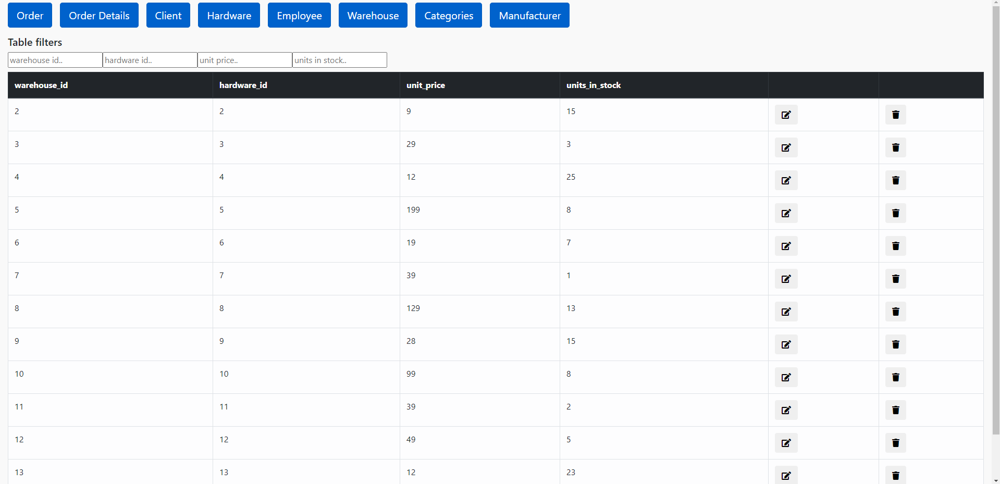 Order Order Details Client Hardware Employee Warehouse Categories Manufacturer
Table filters
warehouse id.. hardware id.. unit price.. units in stock..
warehouse_id hardware_id unit_price units_in_stock
2 2 9 15
3 3 29 3
4 4 12 25
5 5 199 8
6 6 19 7
7 7 39 1
8 8 129 13
9 9 28 15
10 10 99 8
11 11 39 2
12 12 49 5
13 13 12 23